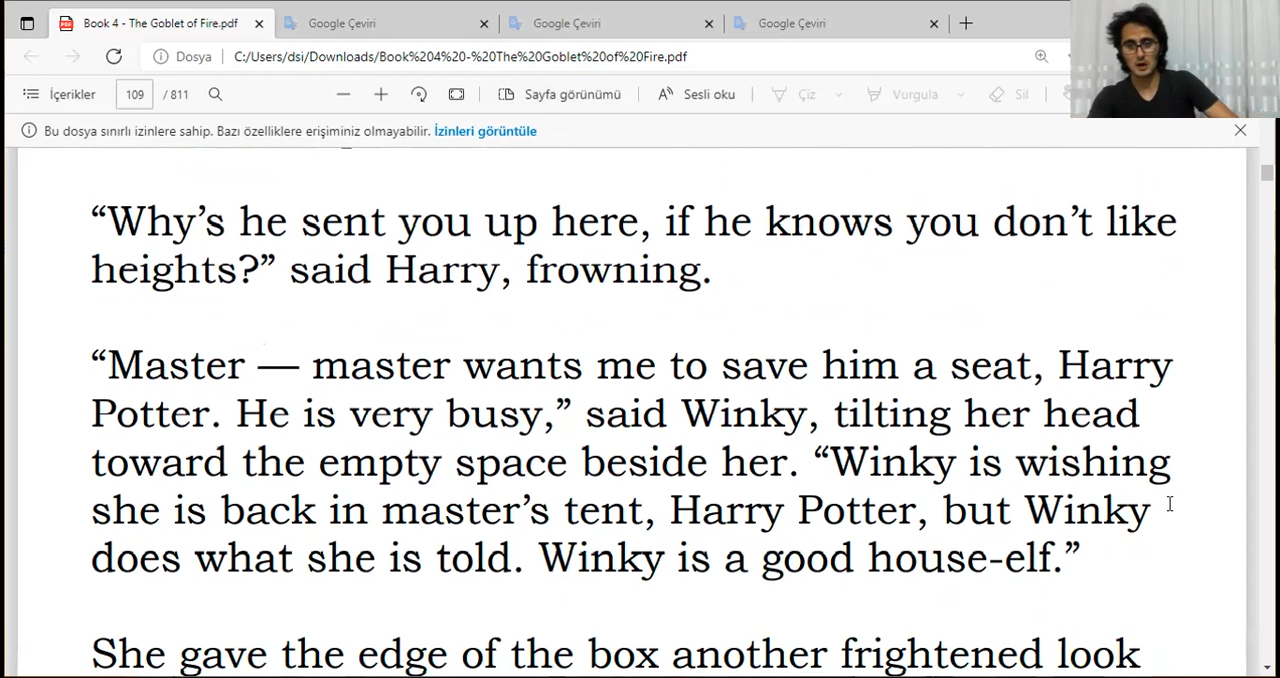 Book 4 - The Goblet of Fire.pdf
Google Çeviri
Google Çeviri
Google Çeviri
Dosya
C:/Users/dsi/Downloads/Book%204%20-%20The%20Goblet%20of%20Fire.pdf
İçerikler
109
/ 811
Sayfa görünümü
Sesli oku
Çiz
Vurgula
Sil
Bu dosya sınırlı izinlere sahip. Bazı özelliklere erişiminiz olmayabilir. İzinleri görüntüle
“Why’s he sent you up here, if he knows you don’t like
heights?” said Harry, frowning.
“Master — master wants me to save him a seat, Harry
Potter. He is very busy,” said Winky, tilting her head
toward the empty space beside her. “Winky is wishing
she is back in master’s tent, Harry Potter, but Winky
does what she is told. Winky is a good house-elf.”
She gave the edge of the box another frightened look